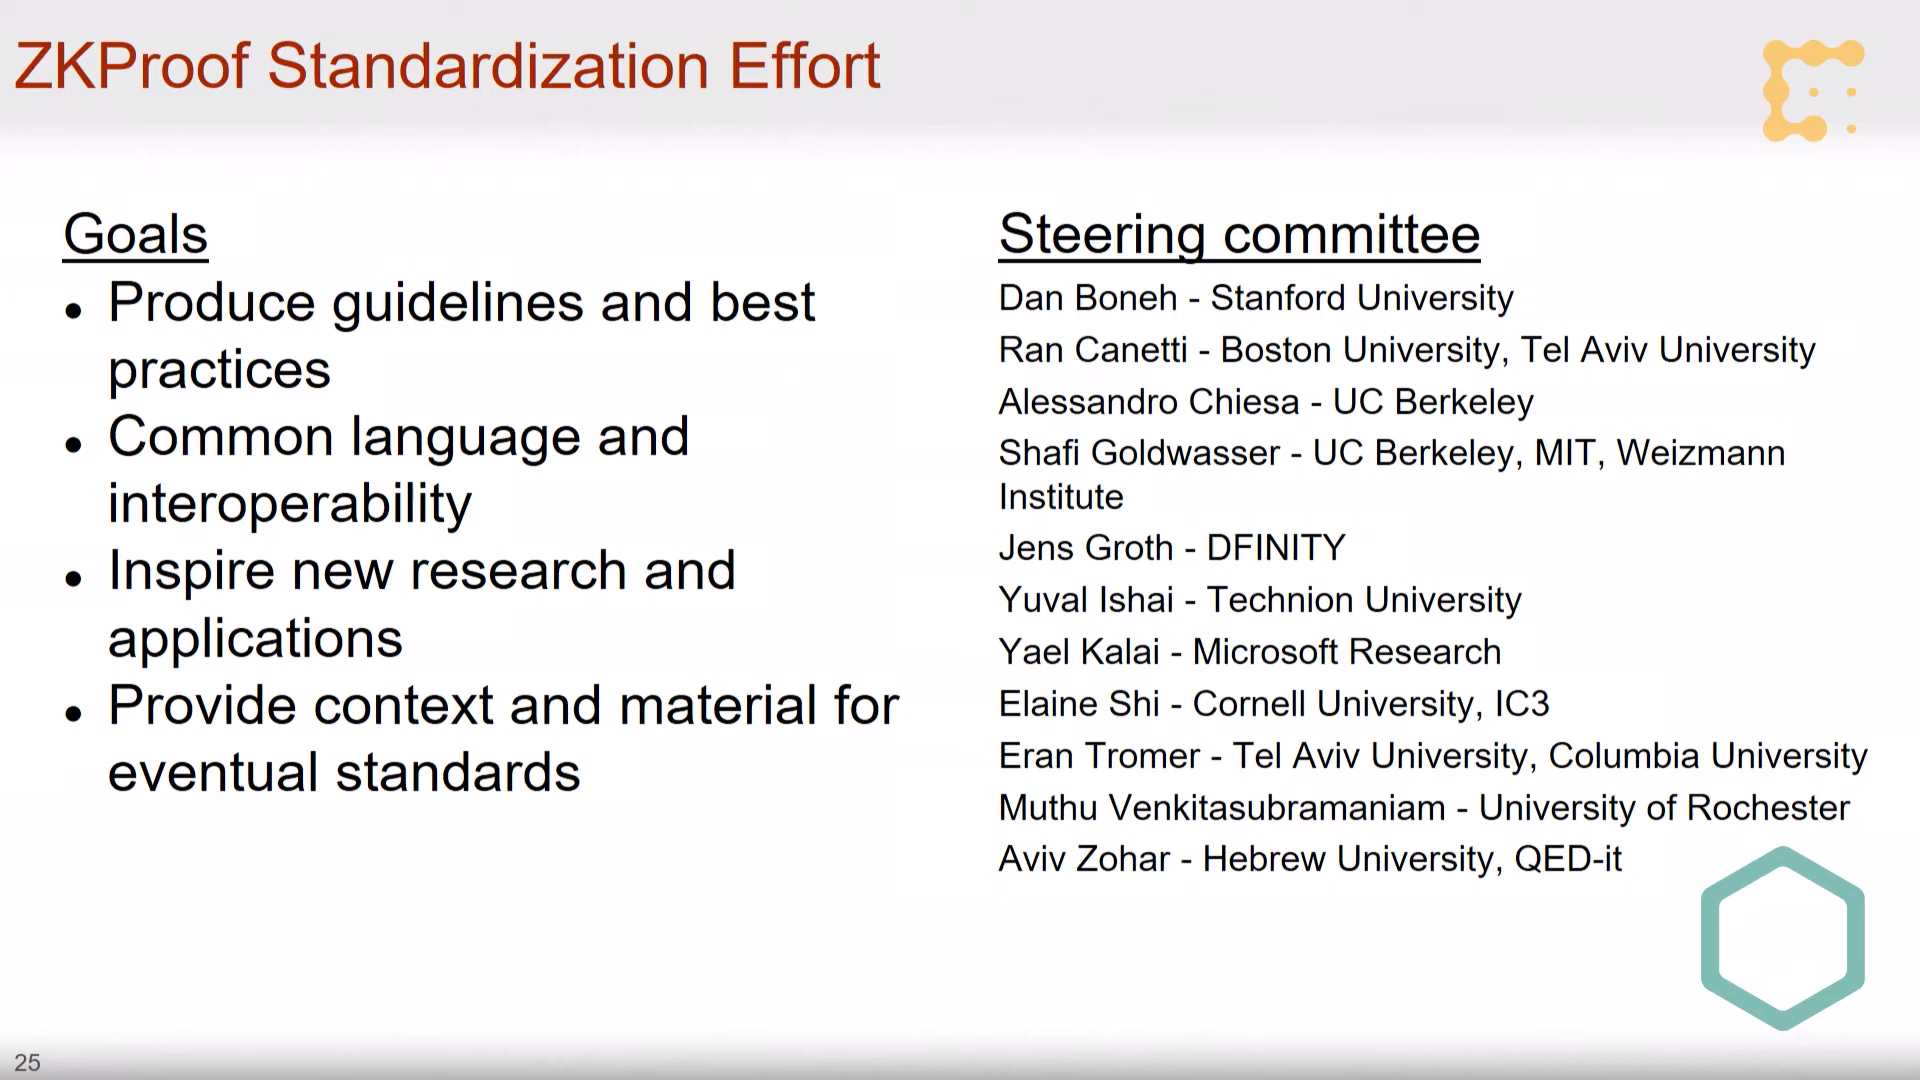 ZKProof Standardization Effort
Goals
• Produce guidelines and best
practices
• Common language and
interoperability
• Inspire new research and
applications
• Provide context and material for
eventual standards
Steering committee
Dan Boneh - Stanford University
Ran Canetti - Boston University, Tel Aviv University
Alessandro Chiesa - UC Berkeley
Shafi Goldwasser - UC Berkeley, MIT, Weizmann
Institute
Jens Groth - DFINITY
Yuval Ishai - Technion University
Yael Kalai - Microsoft Research
Elaine Shi - Cornell University, IC3
Eran Tromer - Tel Aviv University, Columbia University
Muthu Venkitasubramaniam - University of Rochester
Aviv Zohar - Hebrew University, QED-it
25